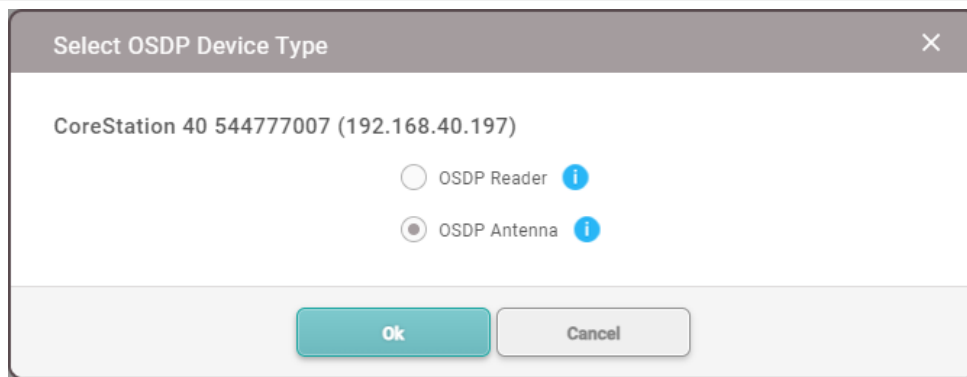 Select OSDP Device Type
CoreStation 40 544777007 (192.168.40.197)
OSDP Reader i
OSDP Antenna i
Ok Cancel